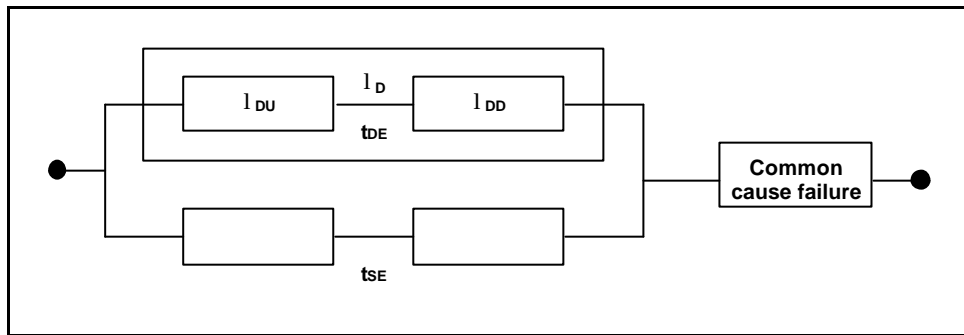 l D
l DU
l DD
tDE
Common
cause failure
tSE